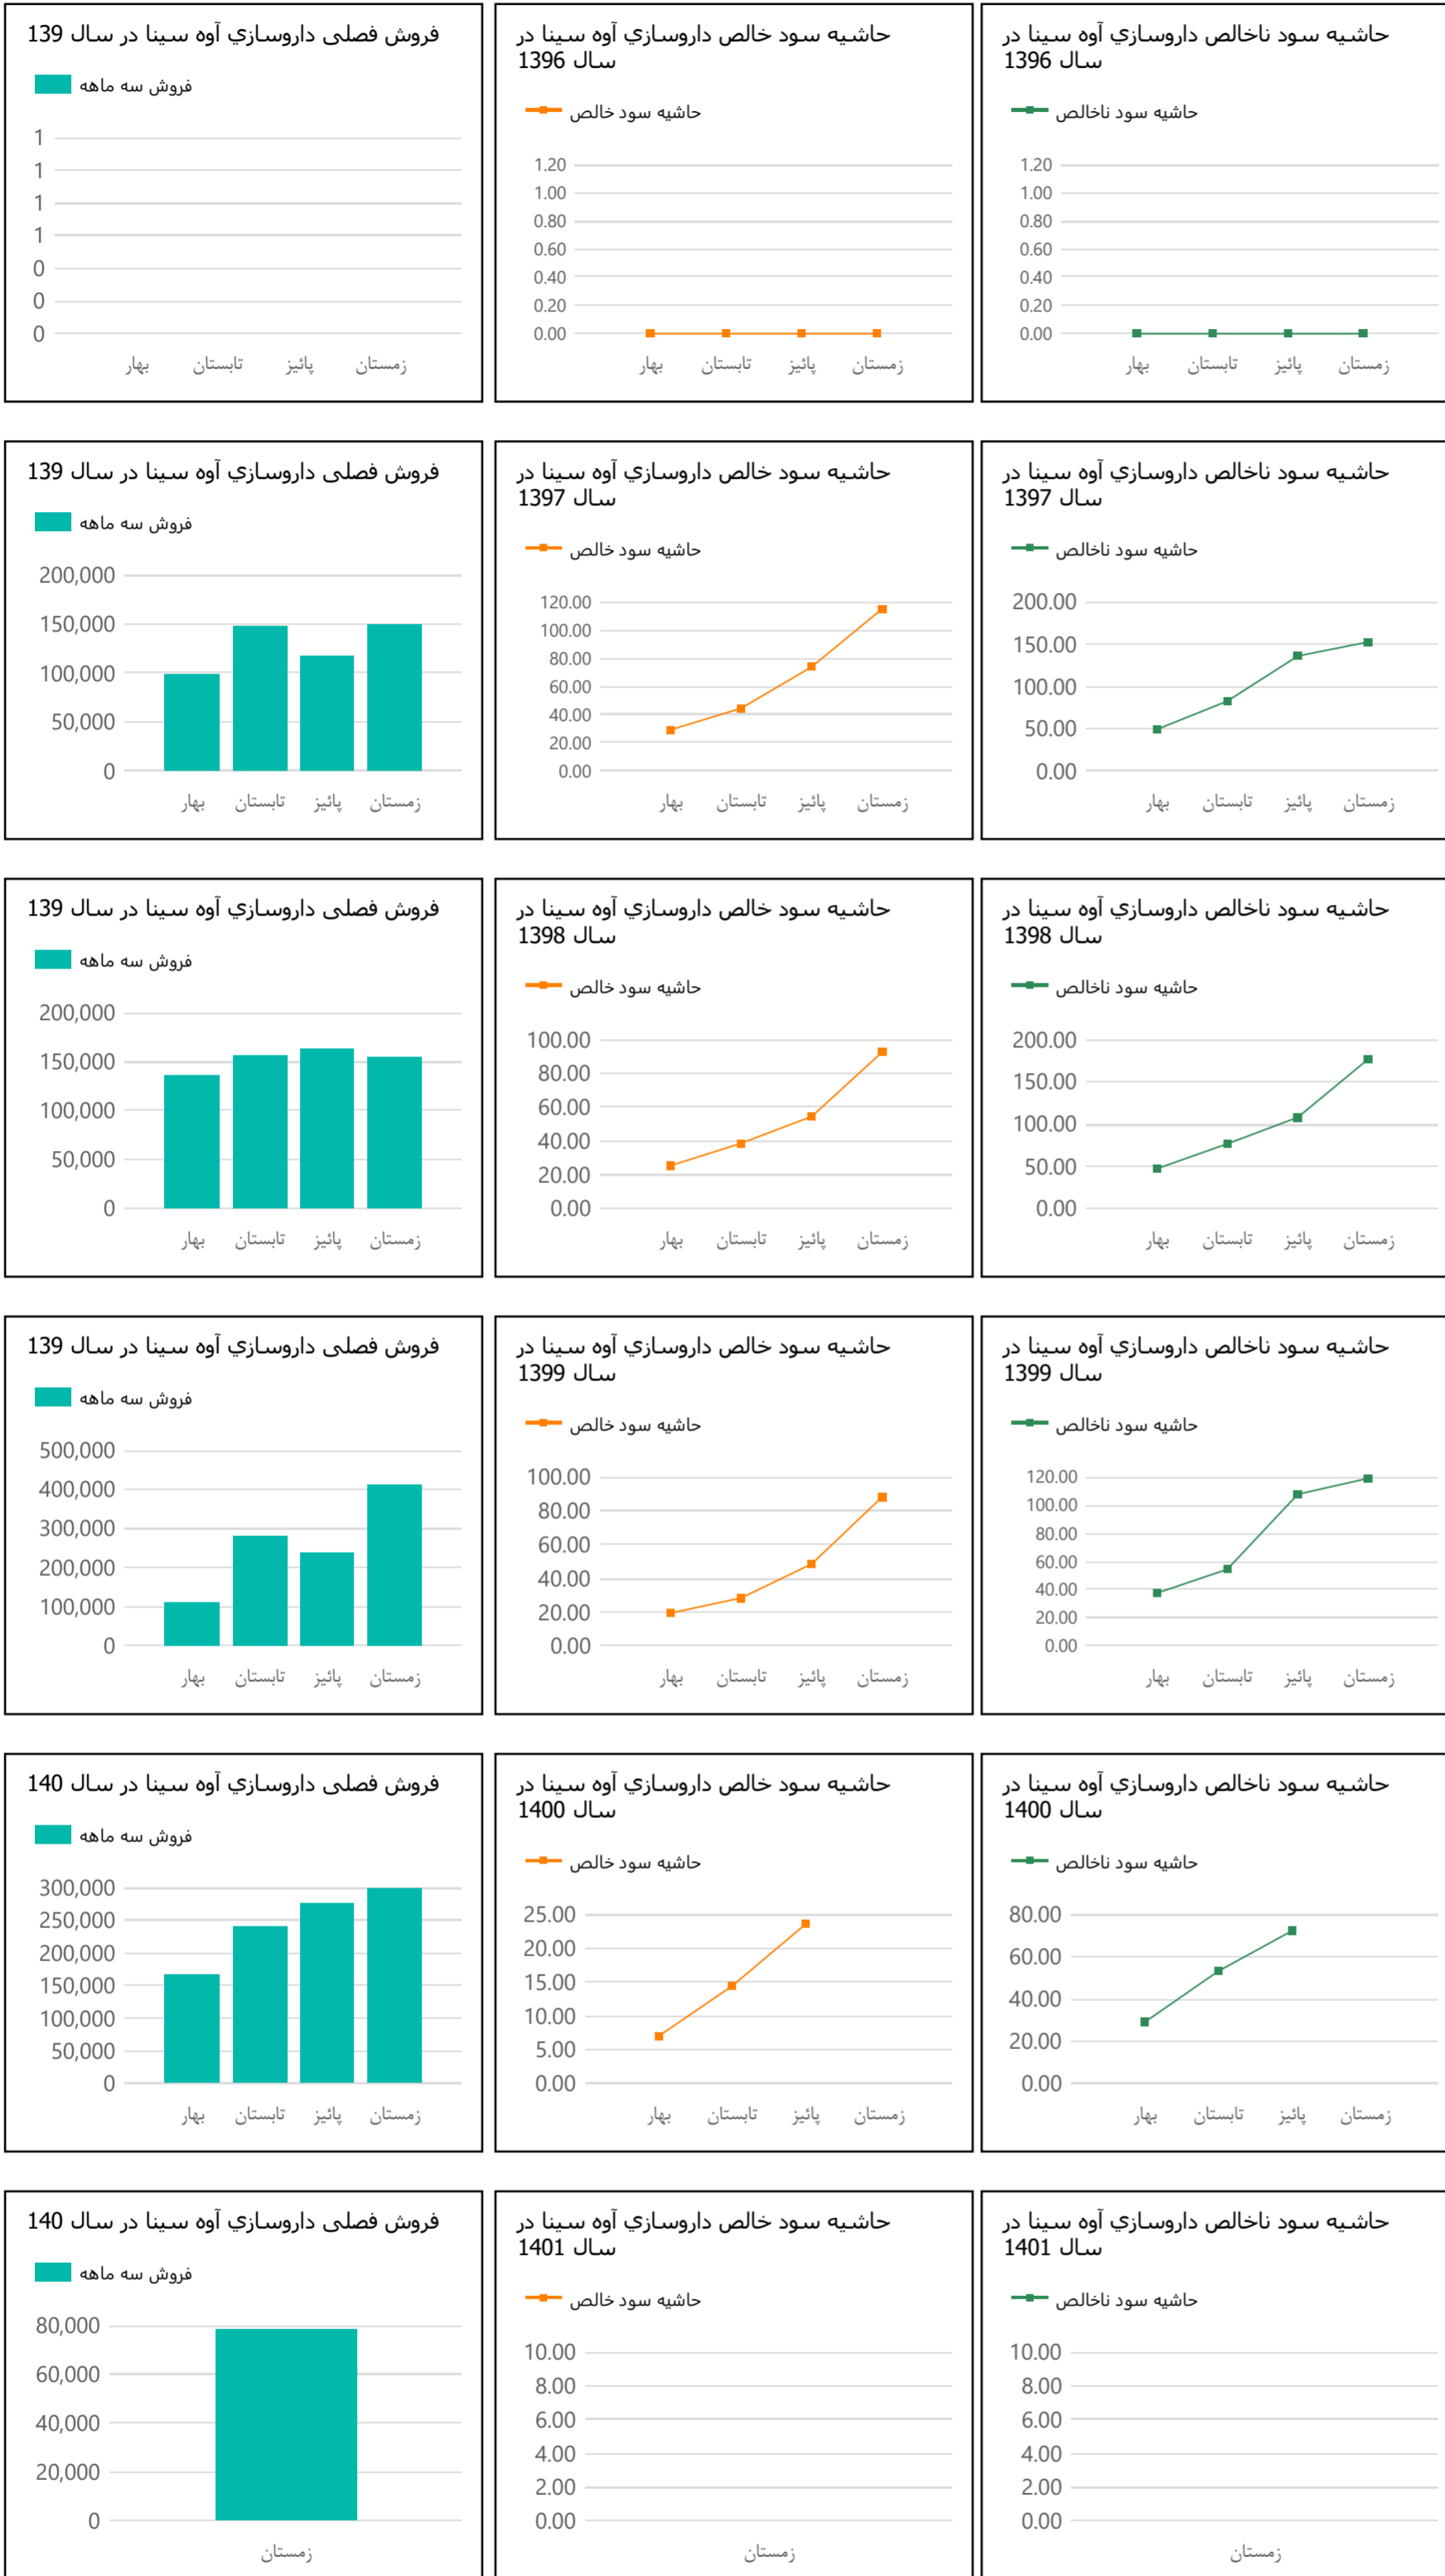 فروش فصلی داروسازي آوه سینا در سال 139
فروش سه ماهه
1
1
1
1
0
0
0
بهار تابستان پائیز زمستان
حاشیه سود خالص داروسازي آوه سینا در
سال 1396
حاشیه سود خالص
1.20
1.00
0.80
0.60
0.40
0.20
0.00
بهار تابستان پائیز زمستان
حاشیه سود ناخالص داروسازي آوه سینا در
سال 1396
حاشیه سود ناخالص
1.20
1.00
0.80
0.60
0.40
0.20
0.00
بهار تابستان پائیز زمستان
فروش فصلی داروسازي آوه سینا در سال 139
فروش سه ماهه
200,000
150,000
100,000
50,000
0
بهار تابستان پائیز زمستان
حاشیه سود خالص داروسازي آوه سینا در
سال 1397
حاشیه سود خالص
120.00
100.00
80.00
60.00
40.00
20.00
0.00
بهار تابستان پائیز زمستان
حاشیه سود ناخالص داروسازي آوه سینا در
سال 1397
حاشیه سود ناخالص
200.00
150.00
100.00
50.00
0.00
بهار تابستان پائیز زمستان
فروش فصلی داروسازي آوه سینا در سال 139
فروش سه ماهه
200,000
150,000
100,000
50,000
0
بهار تابستان پائیز زمستان
حاشیه سود خالص داروسازي آوه سینا در
سال 1398
حاشیه سود خالص
100.00
80.00
60.00
40.00
20.00
0.00
بهار تابستان پائیز زمستان
حاشیه سود ناخالص داروسازي آوه سینا در
سال 1398
حاشیه سود ناخالص
200.00
150.00
100.00
50.00
0.00
بهار تابستان پائیز زمستان
فروش فصلی داروسازي آوه سینا در سال 139
فروش سه ماهه
500,000
400,000
300,000
200,000
100,000
0
بهار تابستان پائیز زمستان
حاشیه سود خالص داروسازي آوه سینا در
سال 1399
حاشیه سود خالص
100.00
80.00
60.00
40.00
20.00
0.00
بهار تابستان پائیز زمستان
حاشیه سود ناخالص داروسازي آوه سینا در
سال 1399
حاشیه سود ناخالص
120.00
100.00
80.00
60.00
40.00
20.00
0.00
بهار تابستان پائیز زمستان
فروش فصلی داروسازي آوه سینا در سال 140
فروش سه ماهه
300,000
250,000
200,000
150,000
100,000
50,000
0
بهار تابستان پائیز زمستان
حاشیه سود خالص داروسازي آوه سینا در
سال 1400
حاشیه سود خالص
25.00
20.00
15.00
10.00
5.00
0.00
بهار تابستان پائیز زمستان
حاشیه سود ناخالص داروسازي آوه سینا در
سال 1400
حاشیه سود ناخالص
80.00
60.00
40.00
20.00
0.00
بهار تابستان پائیز زمستان
فروش فصلی داروسازي آوه سینا در سال 140
فروش سه ماهه
80,000
60,000
40,000
20,000
0
زمستان
حاشیه سود خالص داروسازي آوه سینا در
سال 1401
حاشیه سود خالص
10.00
8.00
6.00
4.00
2.00
0.00
زمستان
حاشیه سود ناخالص داروسازي آوه سینا در
سال 1401
حاشیه سود ناخالص
10.00
8.00
6.00
4.00
2.00
0.00
زمستان